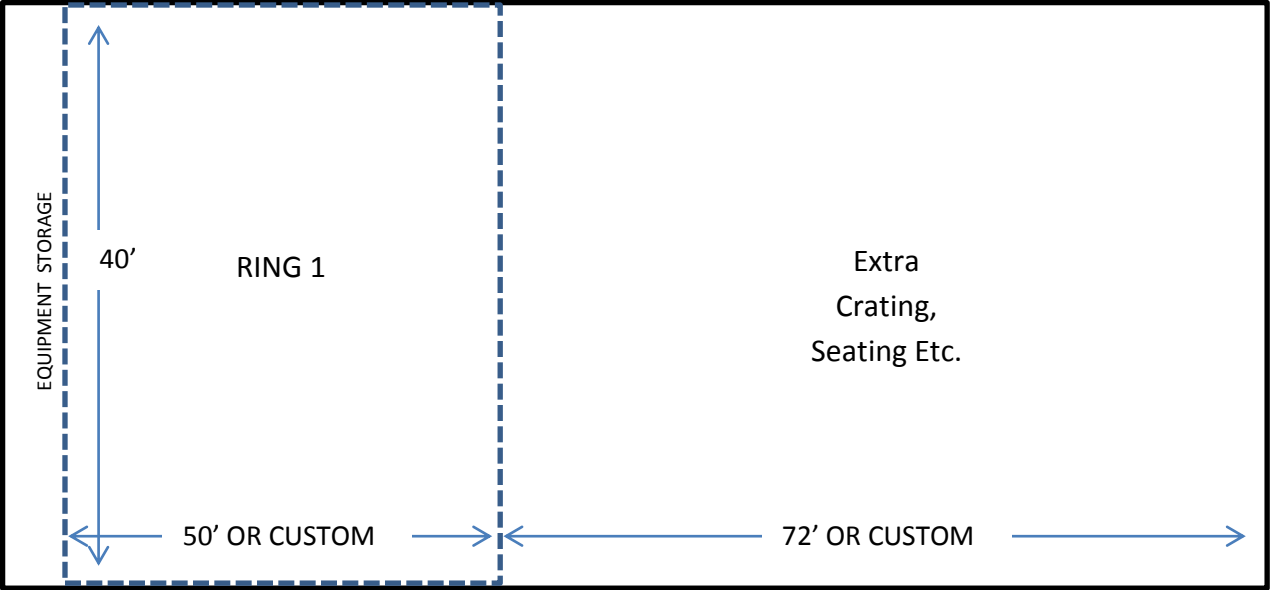 EQUIPMENT STORAGE
40’
RING 1
Extra
Crating,
Seating Etc.
50’ OR CUSTOM
72’ OR CUSTOM